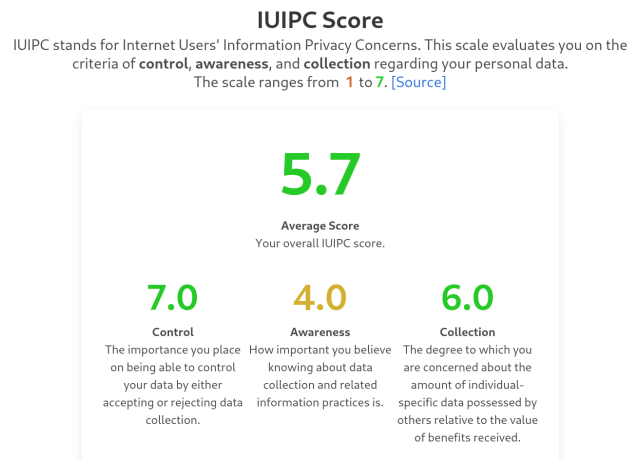 IUIPC Score
IUIPC stands for Internet Users' Information Privacy Concerns. This scale evaluates you on the
criteria of control, awareness, and collection regarding your personal data.
The scale ranges from 1 to 7. [Source]
5.7
Average Score
Your overall IUIPC score.
7.0
Control
The importance you place
on being able to control
your data by either
accepting or rejecting data
collection.
4.0
Awareness
How important you believe
knowing about data
collection and related
information practices is.
6.0
Collection
The degree to which you
are concerned about the
amount of individual-
specific data possessed by
others relative to the value
of benefits received.